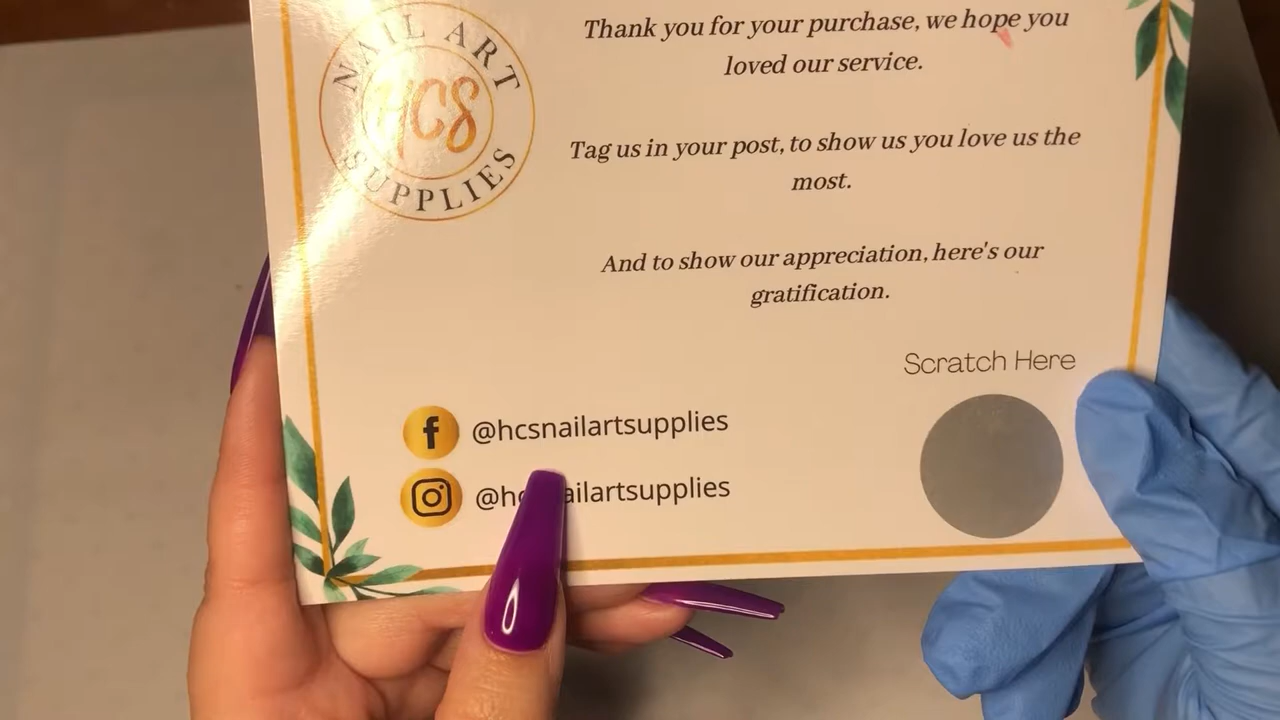 NAIL ART
HCS
SUPPLIES
Thank you for your purchase, we hope you
loved our service.
Tag us in your post, to show us you love us the
most.
And to show our appreciation, here's our
gratification.
Scratch Here
@hcsnailartsupplies